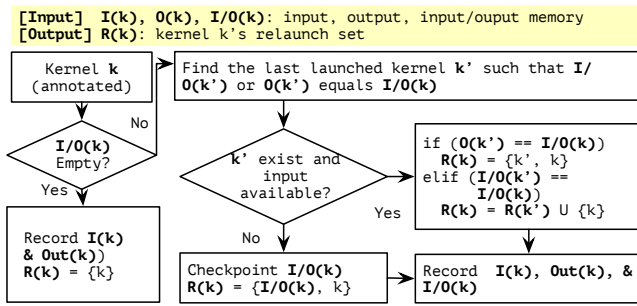 [Input] I(k), O(k), I/O(k): input, output, input/ouput memory
[Output] R(k): kernel k's relaunch set
Kernel k
(annotated)
Find the last launched kernel k’ such that I/
O(k’) or O(k’) equals I/O(k)
No
I/O(k)
Empty?
Yes
Record I(k)
& Out(k))
R(k) = {k}
k’ exist and
input
available?
Yes
No
if (O(k’) == I/O(k))
R(k) = {k’, k}
elif (I/O(k’) ==
I/O(k))
R(k) = R(k’) U {k}
Checkpoint I/O(k)
R(k) = {I/O(k), k}
Record I(k), Out(k), &
I/O(k)